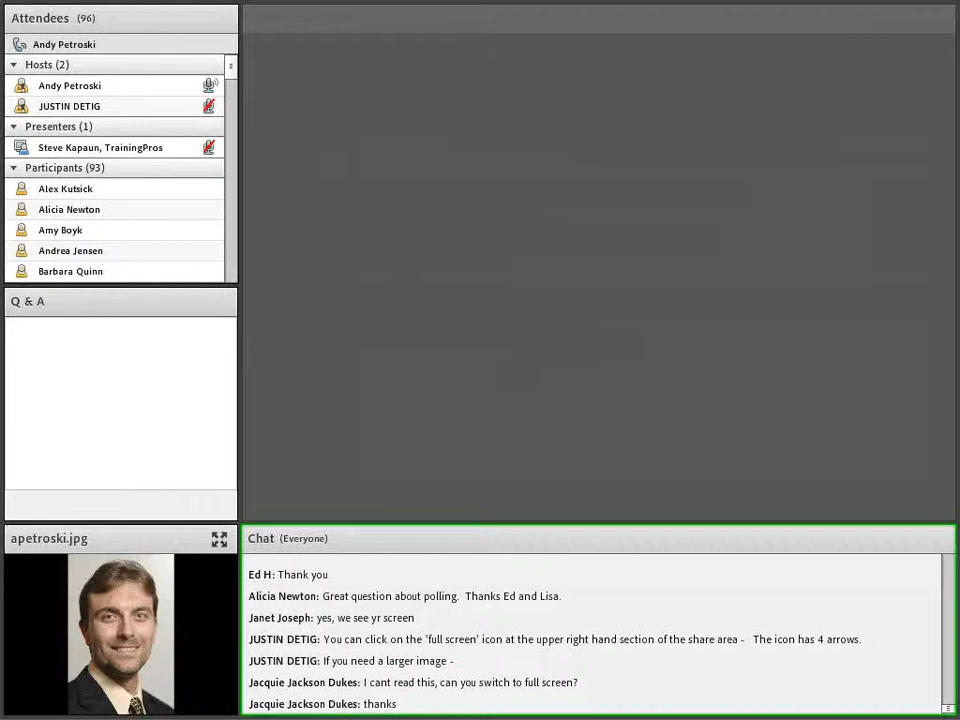 Attendees (96)
Andy Petroski
Hosts (2)
Andy Petroski
JUSTIN DETIG
Presenters (1)
Steve Kapaun, TrainingPros
Participants (93)
Alex Kutsick
Alicia Newton
Amy Boyk
Andrea Jensen
Barbara Quinn
Q & A
apetroski.jpg
Chat (Everyone)
Ed H: Thank you
Alicia Newton: Great question about polling. Thanks Ed and Lisa.
Janet Joseph: yes, we see yr screen
JUSTIN DETIG: You can click on the 'full screen' icon at the upper right hand section of the share area - The icon has 4 arrows.
JUSTIN DETIG: If you need a larger image -
Jacquie Jackson Dukes: I cant read this, can you switch to full screen?
Jacquie Jackson Dukes: thanks